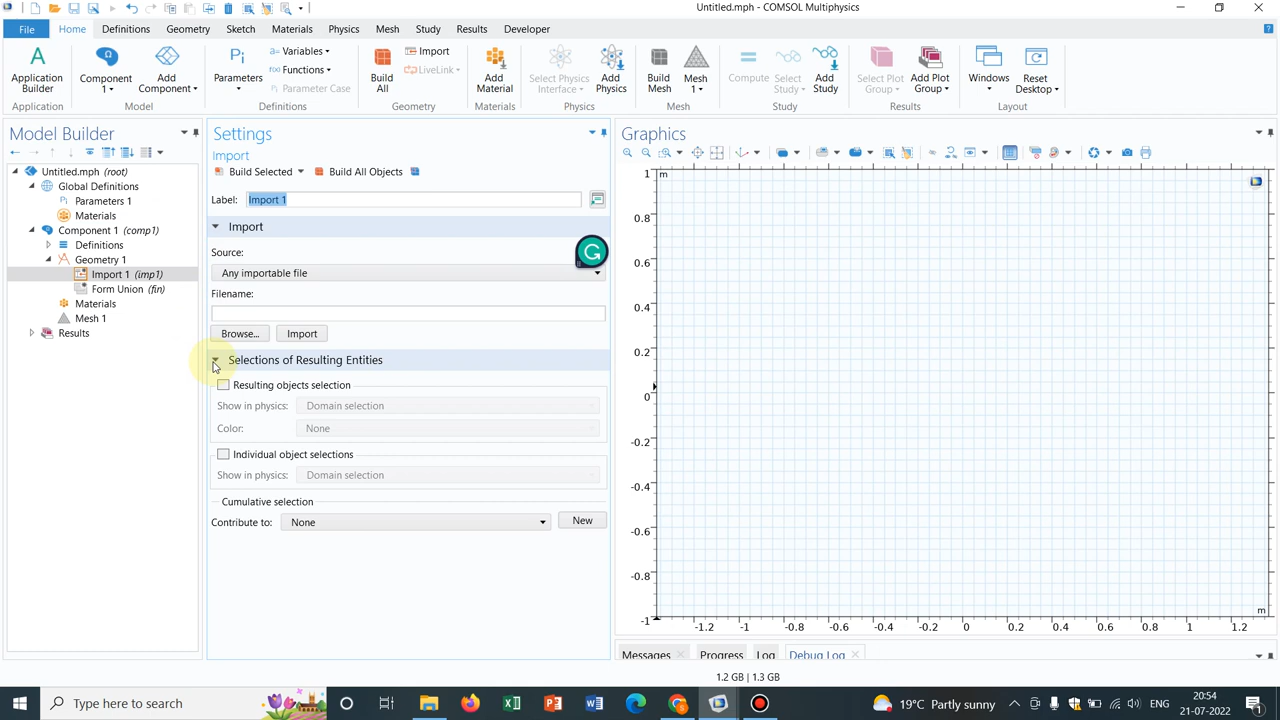 Untitled.mph - COMSOL Multiphysics
File Home Definitions Geometry Sketch Materials Physics Mesh Study Results Developer
Application Builder
Component 1
Add Component
Parameters
a= Variables
f(x) Functions
Parameter Case
Build All
Import
LiveLink
Add Material
Select Physics Interface
Add Physics
Build Mesh
Mesh 1
Compute
Select Study
Add Study
Select Plot Group
Add Plot Group
Windows
Reset Desktop
Application Model Definitions Geometry Materials Physics Mesh Study Results Layout
Model Builder
Untitled.mph (root)
Global Definitions
Parameters 1
Materials
Component 1 (comp1)
Definitions
Geometry 1
Import 1 (imp1)
Form Union (fin)
Materials
Mesh 1
Results
Settings
Import
Build Selected Build All Objects
Label: Import 1
Import
Source:
Any importable file
Filename:
Browse... Import
Selections of Resulting Entities
Resulting objects selection
Show in physics: Domain selection
Color: None
Individual object selections
Show in physics: Domain selection
Cumulative selection
Contribute to: None New
Graphics
1 m
0.8
0.6
0.4
0.2
0
-0.2
-0.4
-0.6
-0.8
-1
m
-1.2 -1 -0.8 -0.6 -0.4 -0.2 0 0.2 0.4 0.6 0.8 1 1.2
Messages Progress Log Debug Log
1.2 GB | 1.3 GB
Type here to search
19°C Partly sunny
ENG
20:54
21-07-2022